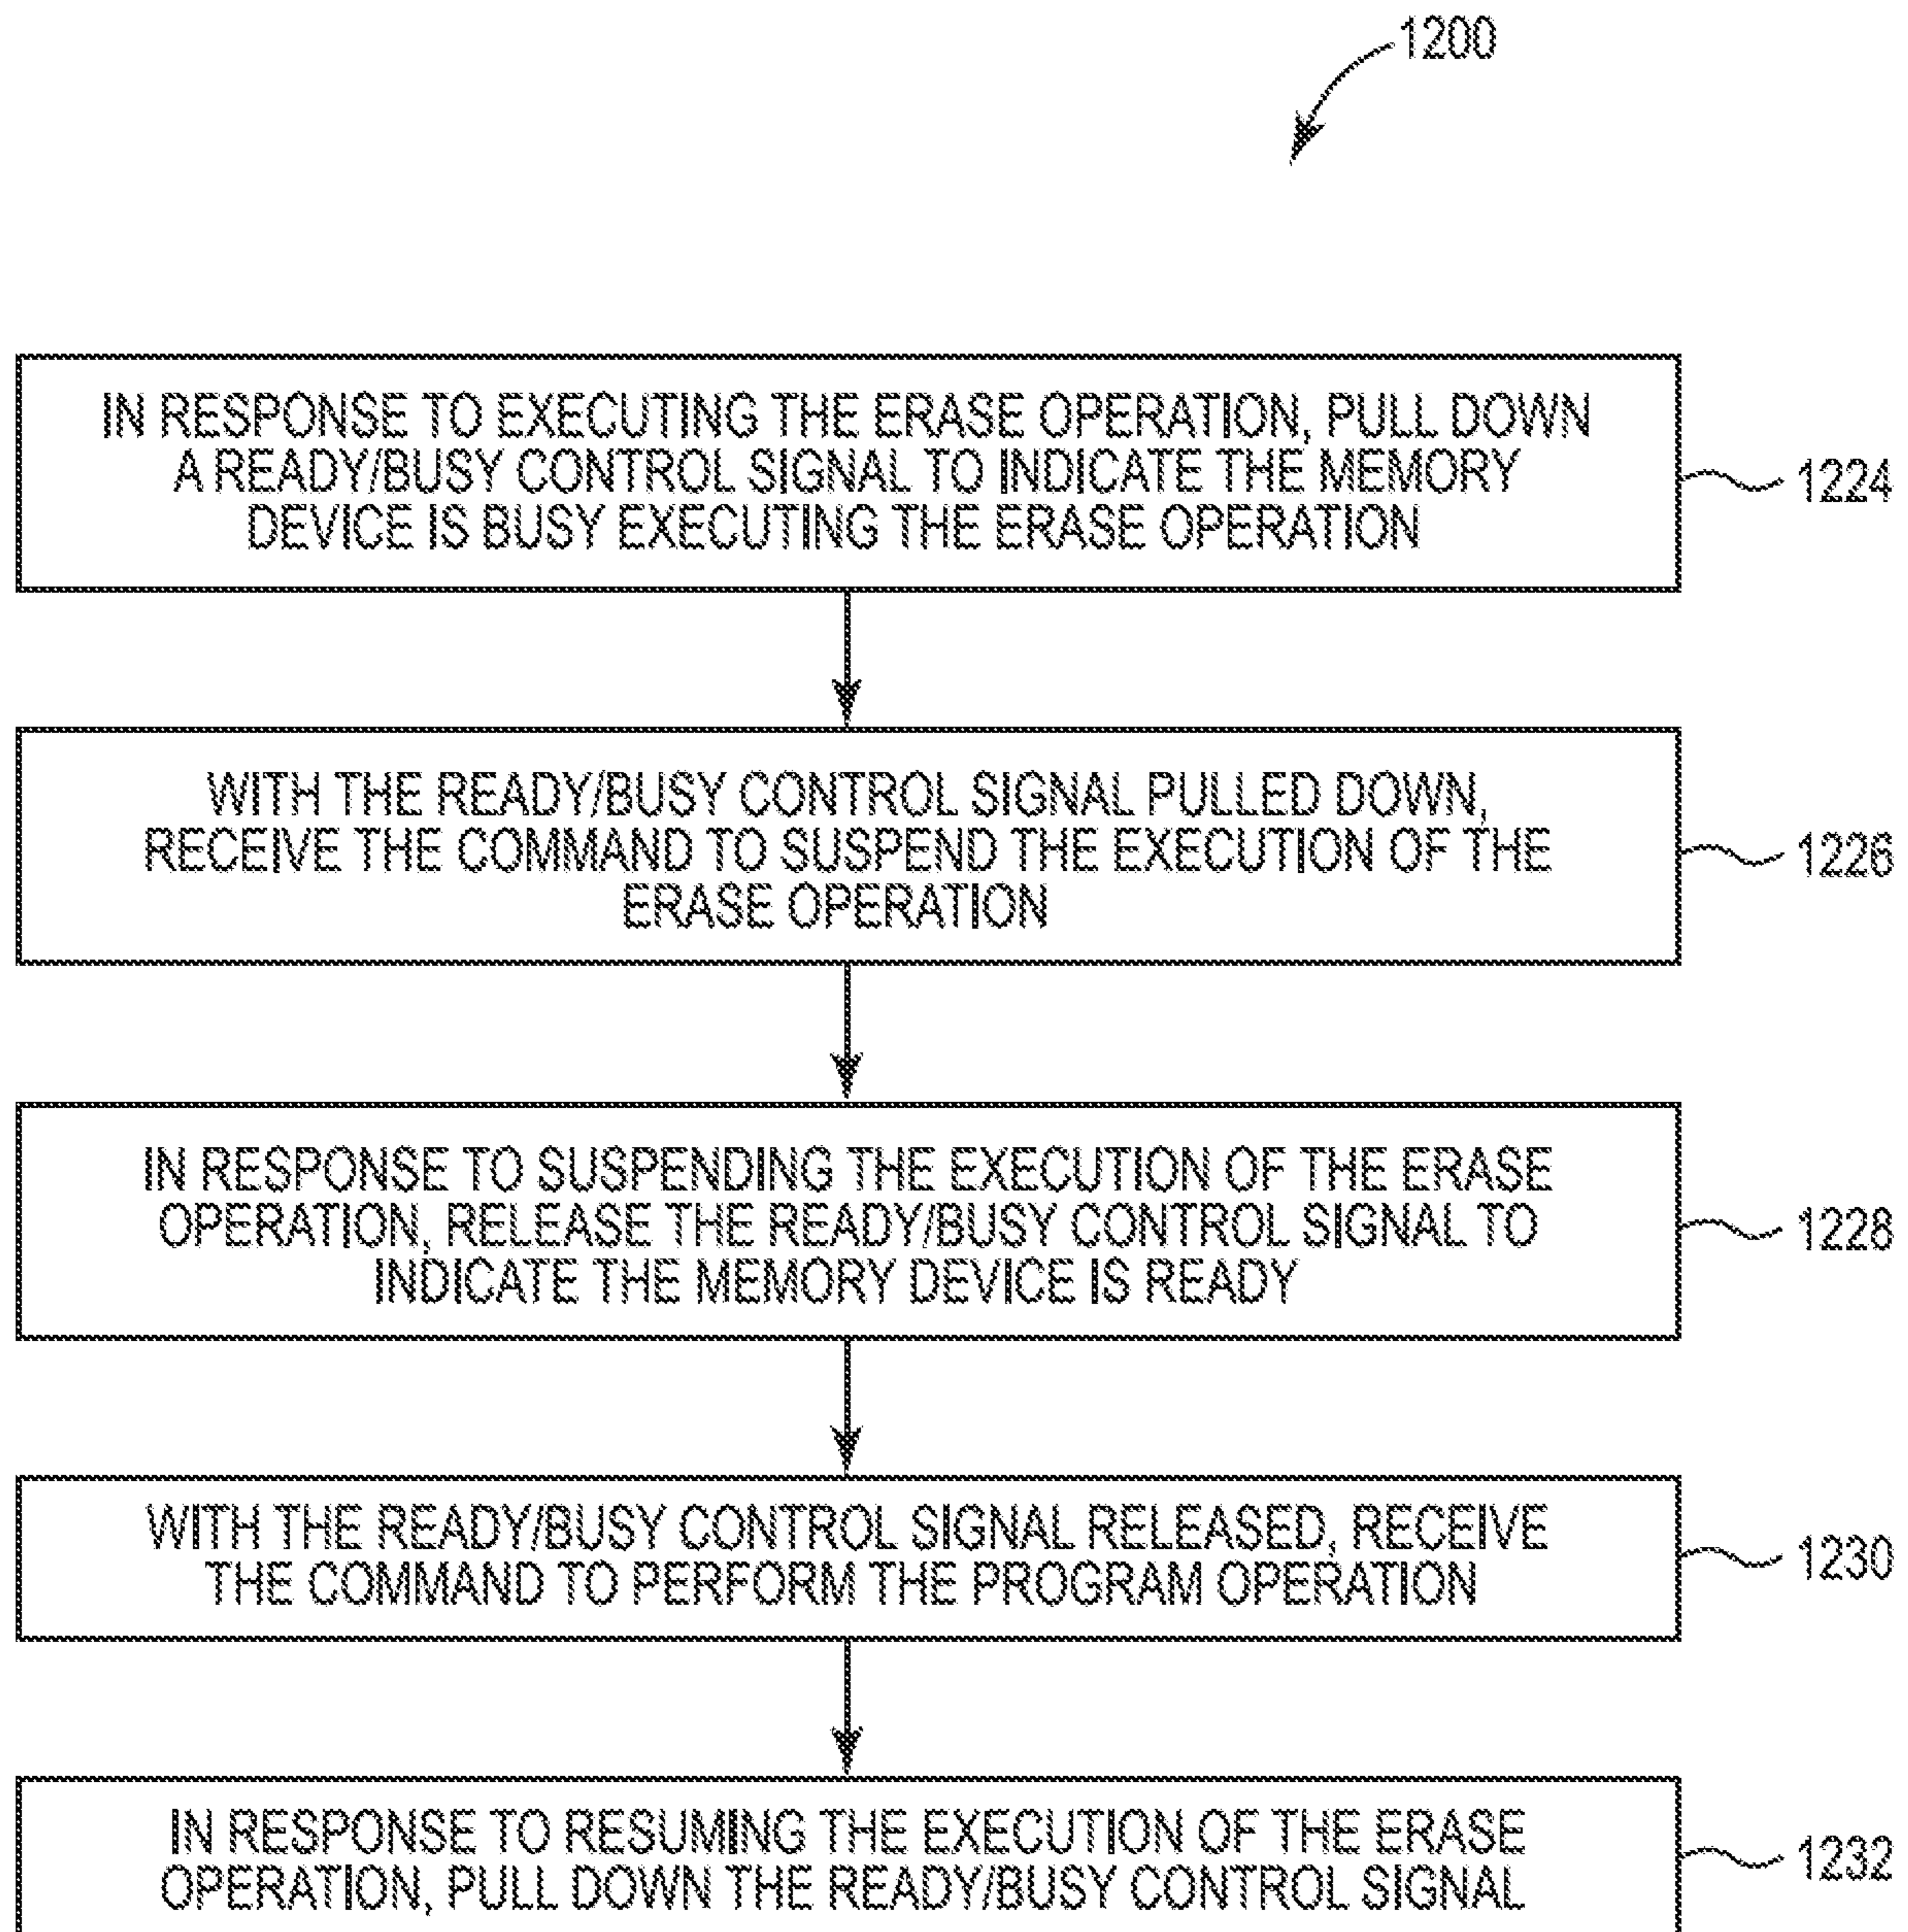 1200
IN RESPONSE TO EXECUTING THE ERASE OPERATION, PULL DOWN
A READY/BUSY CONTROL SIGNAL TO INDICATE THE MEMORY
DEVICE IS BUSY EXECUTING THE ERASE OPERATION
1224
WITH THE READY/BUSY CONTROL SIGNAL PULLED DOWN,
RECEIVE THE COMMAND TO SUSPEND THE EXECUTION OF THE
ERASE OPERATION
1226
IN RESPONSE TO SUSPENDING THE EXECUTION OF THE ERASE
OPERATION, RELEASE THE READY/BUSY CONTROL SIGNAL TO
INDICATE THE MEMORY DEVICE IS READY
1228
WITH THE READY/BUSY CONTROL SIGNAL RELEASED, RECEIVE
THE COMMAND TO PERFORM THE PROGRAM OPERATION
1230
IN RESPONSE TO RESUMING THE EXECUTION OF THE ERASE
OPERATION, PULL DOWN THE READY/BUSY CONTROL SIGNAL
1232